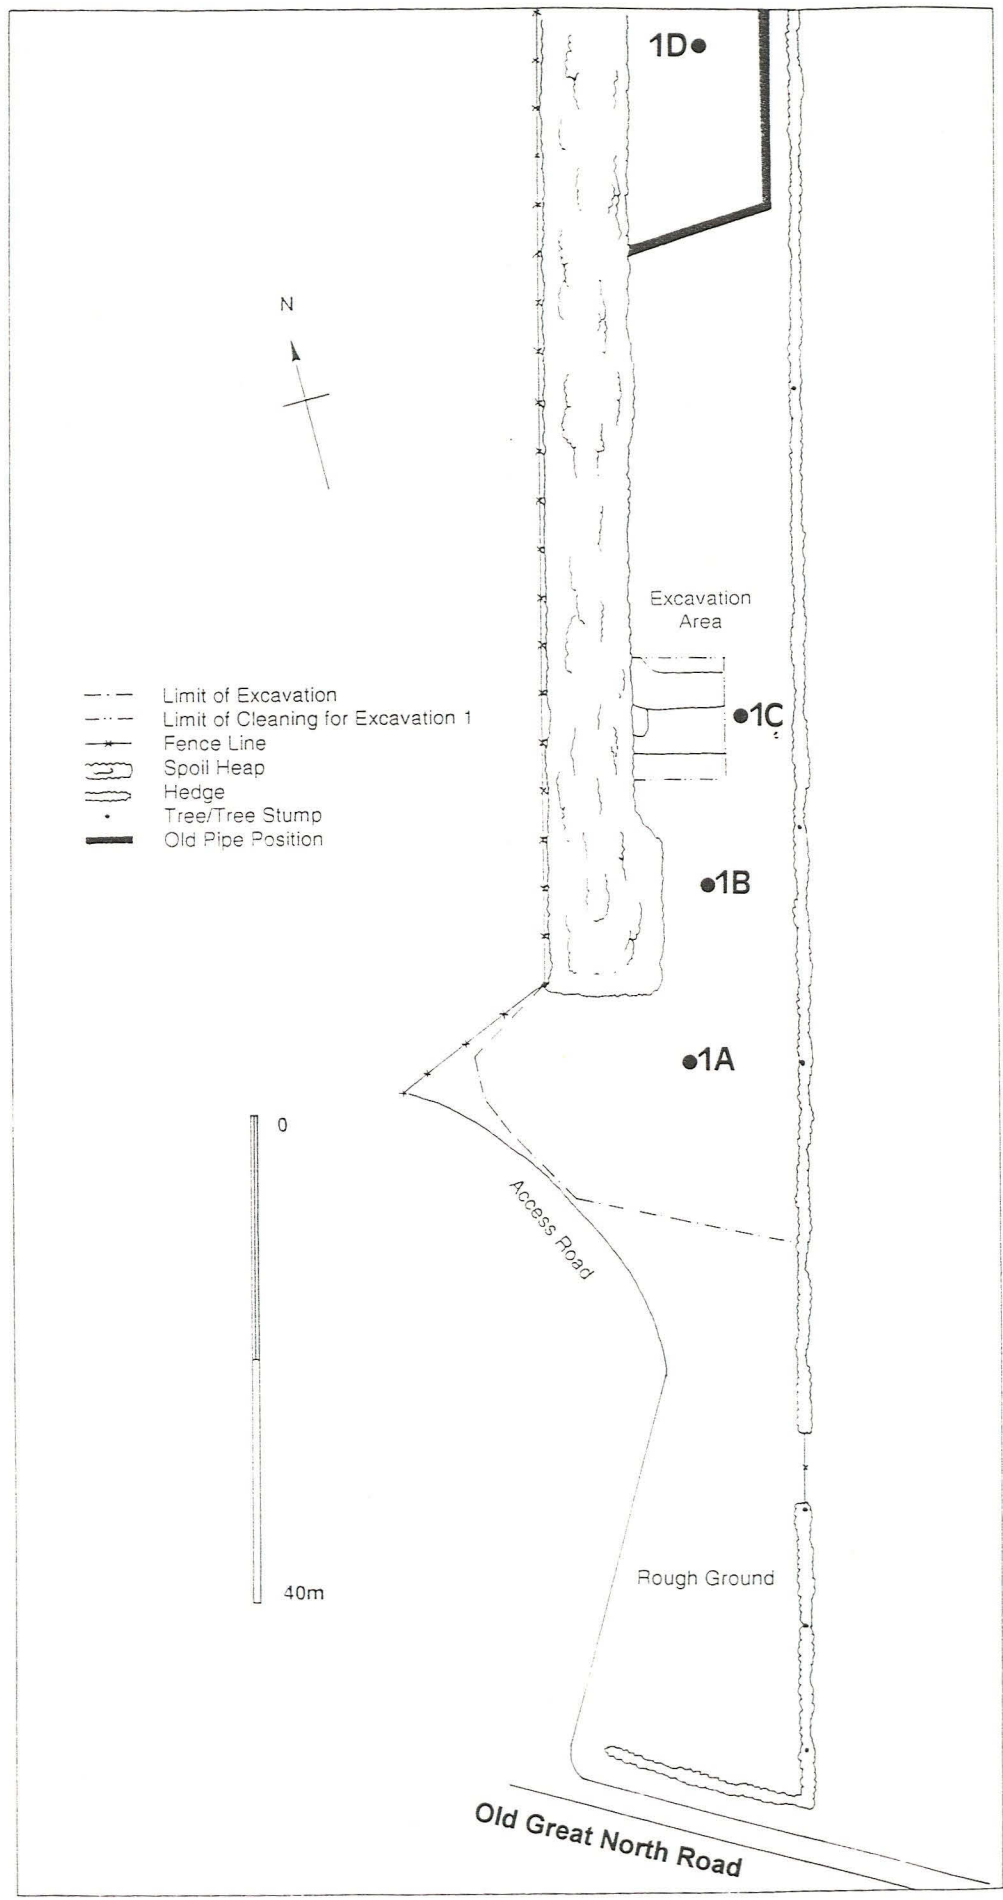 1D
N
Excavation
Area
Limit of Excavation
Limit of Cleaning for Excavation 1
Fence Line
Spoil Heap
Hedge
Tree/Tree Stump
Old Pipe Position
1C
1B
1A
0
Access Road
40m
Rough Ground
Old Great North Road